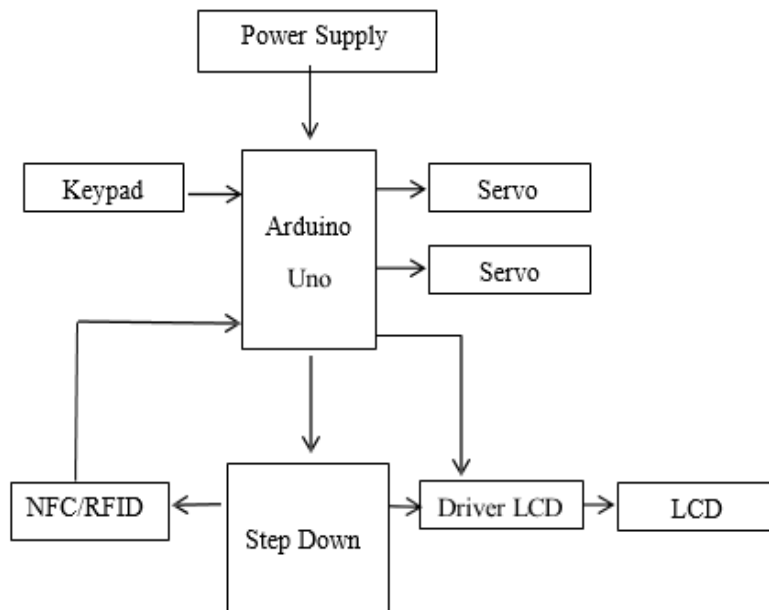 Power Supply
Keypad
Arduino
Uno
Servo
Servo
NFC/RFID
Step Down
Driver LCD
LCD